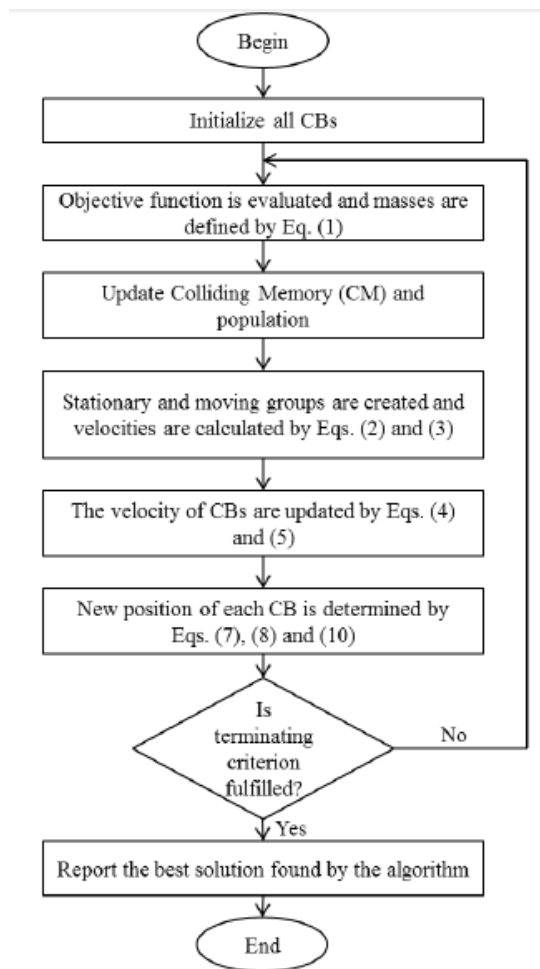 Begin
Initialize all CBs
Objective function is evaluated and masses are
defined by Eq. (1)
Update Colliding Memory (CM) and
population
Stationary and moving groups are created and
velocities are calculated by Eqs. (2) and (3)
The velocity of CBs are updated by Eqs. (4)
and (5)
New position of each CB is determined by
Eqs. (7), (8) and (10)
Is
terminating
criterion
fulfilled?
No
Yes
Report the best solution found by the algorithm
End